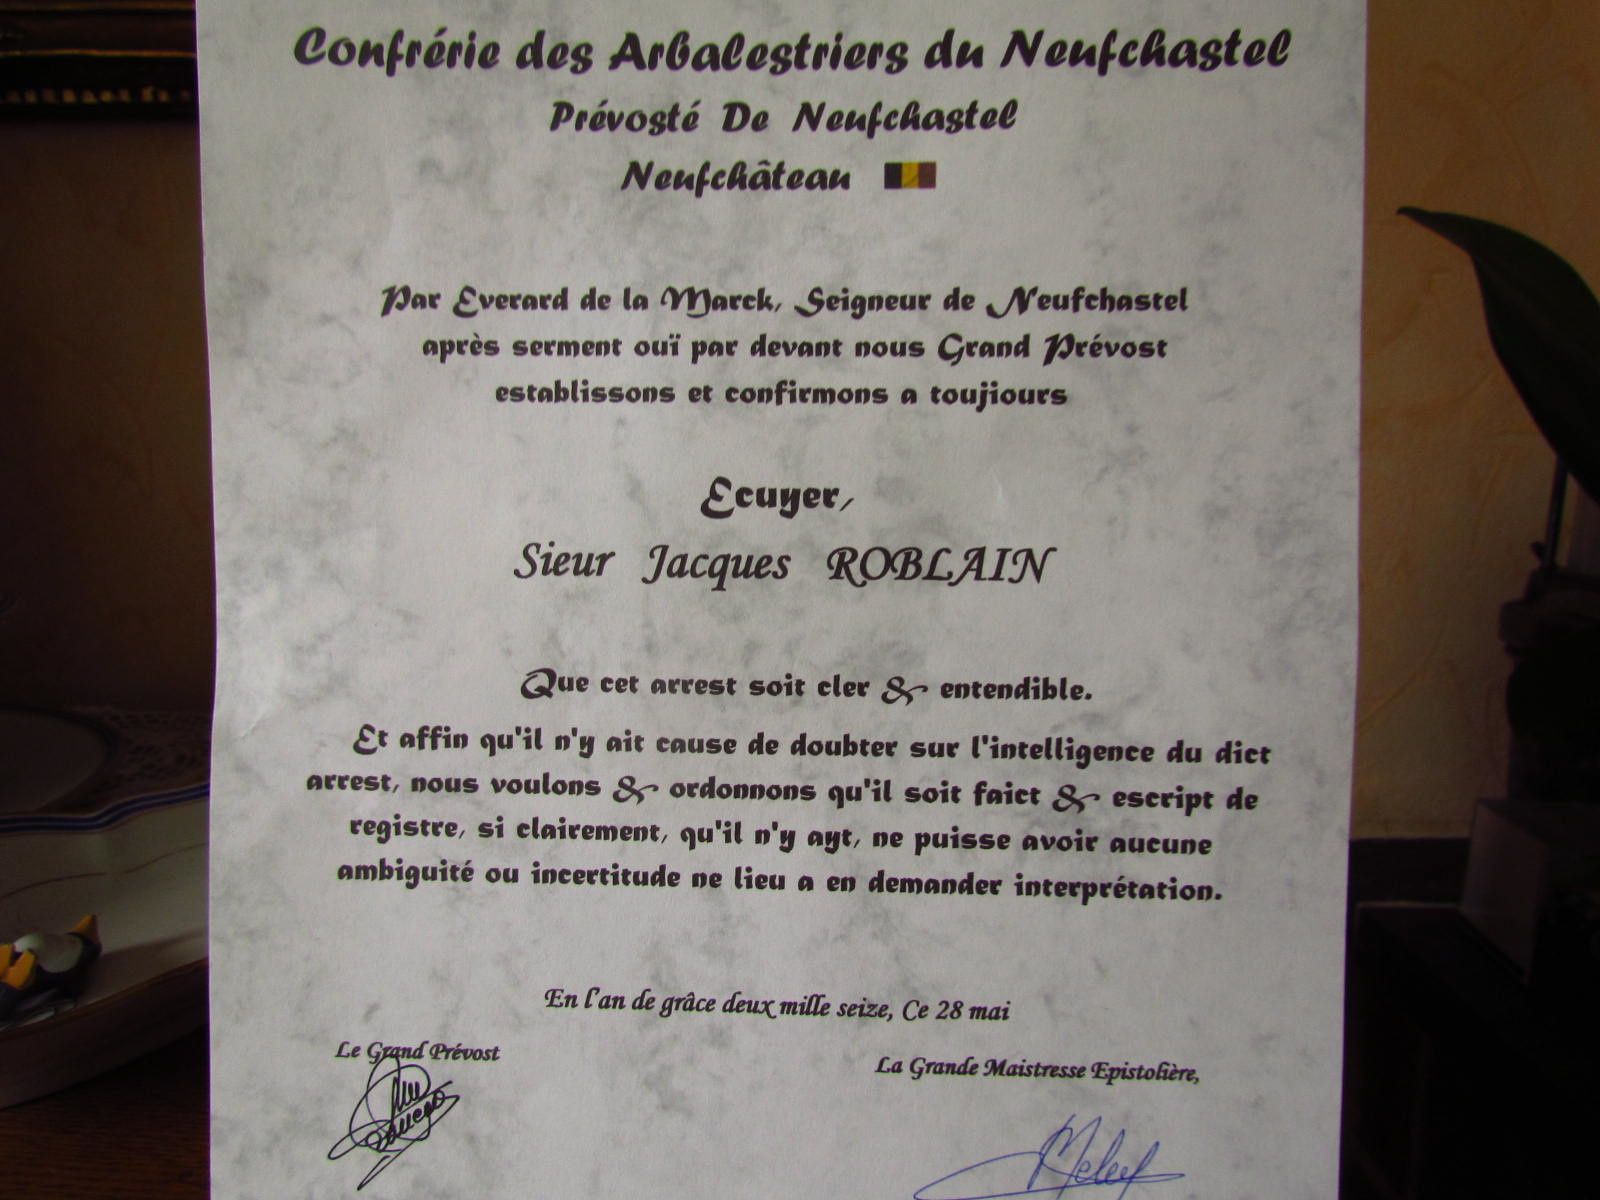 Confrérie des Arbalestriers du Neufchastel
Prévosté De Neufchastel
Neufchâteau
Par Everard de la Marck, Seigneur de Neufchastel
après serment ouï par devant nous Grand Prévost
establissons et confirmons a toujiours
Ecuyer,
Sieur Jacques ROBLAIN
Que cet arrest soit cler & entendible.
Et affin qu'il n'y ait cause de doubter sur l'intelligence du dict
arrest, nous voulons & ordonnons qu'il soit faict & escript de
registre, si clairement, qu'il n'y ayt, ne puisse avoir aucune
ambiguité ou incertitude ne lieu a en demander interprétation.
En l'an de grâce deux mille seize, Ce 28 mai
Le Grand Prévost
La Grande Maistresse Epistolière,